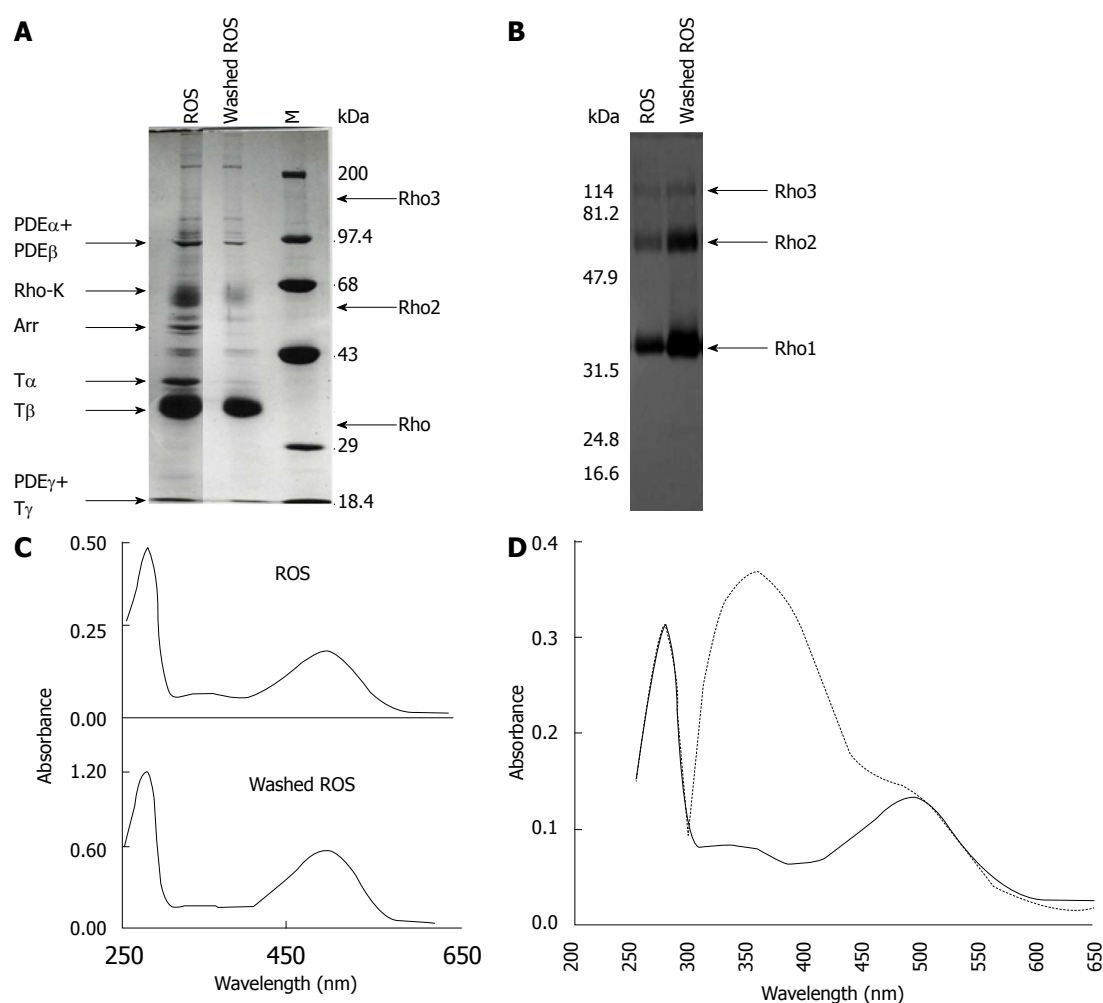 A
ROS
Washed ROS
M
kDa
200
Rho3
PDEα+
PDEβ
97.4
Rho-K
68
Rho2
Arr
43
Tα
Tβ
Rho
29
PDEγ+
Tγ
18.4
B
ROS
Washed ROS
kDa
114
Rho3
81.2
Rho2
47.9
Rho1
31.5
24.8
16.6
C
0.50
ROS
0.25
0.00
Absorbance
1.20
Washed ROS
0.60
0.00
250 450 650
Wavelength (nm)
D
0.4
0.3
Absorbance
0.2
0.1
0.0
200 250 300 350 400 450 500 550 600 650
Wavelength (nm)